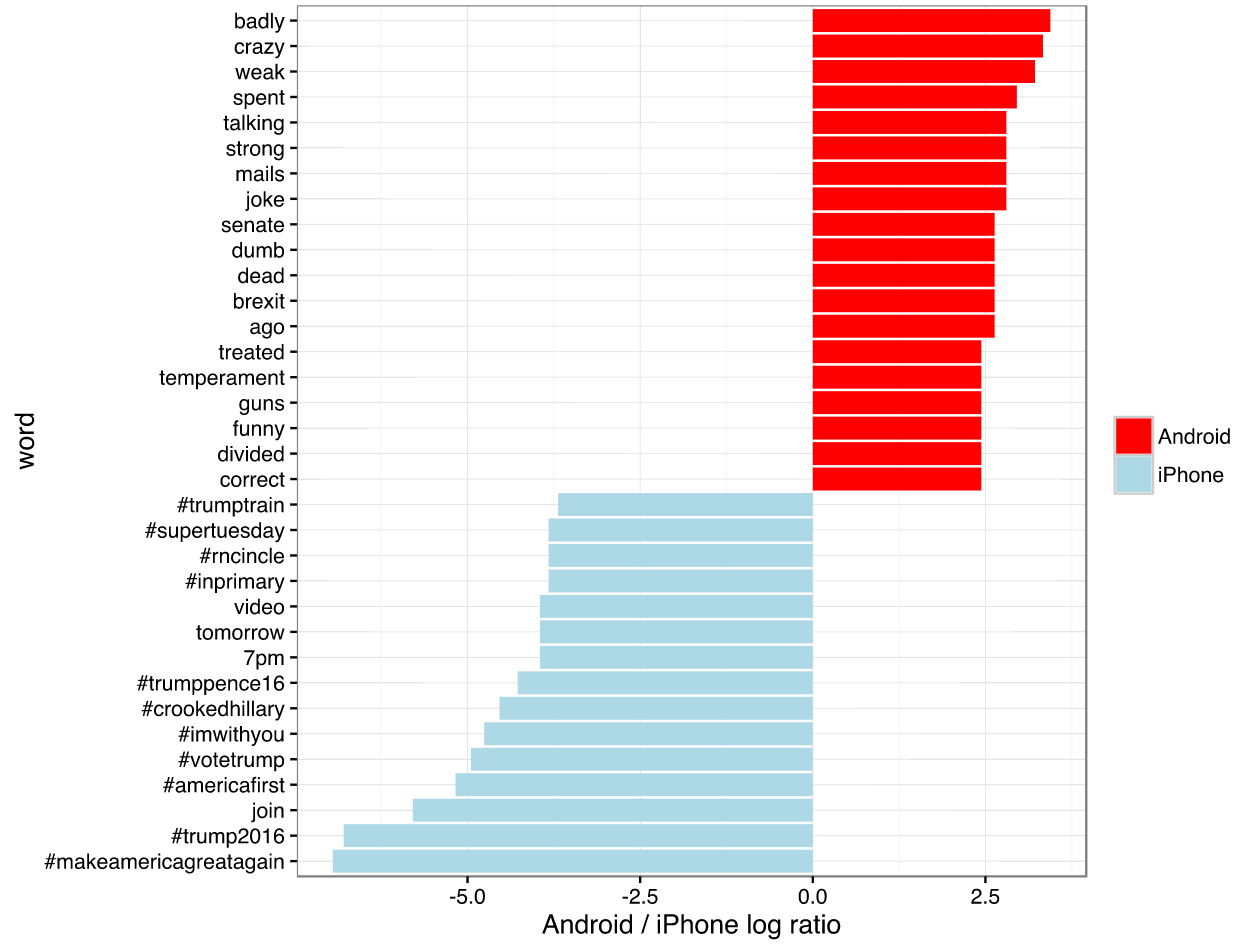 badly
crazy
weak
spent
talking
strong
mails
joke
senate
dumb
dead
brexit
ago
treated
temperament
guns
funny
divided
correct
#trumptrain
#supertuesday
#rncincle
#inprimary
video
tomorrow
7pm
#trumppence16
#crookedhillary
#imwithyou
#votetrump
#americafirst
join
#trump2016
#makeamericagreatagain
word
-5.0 -2.5 0.0 2.5
Android / iPhone log ratio
Android
iPhone